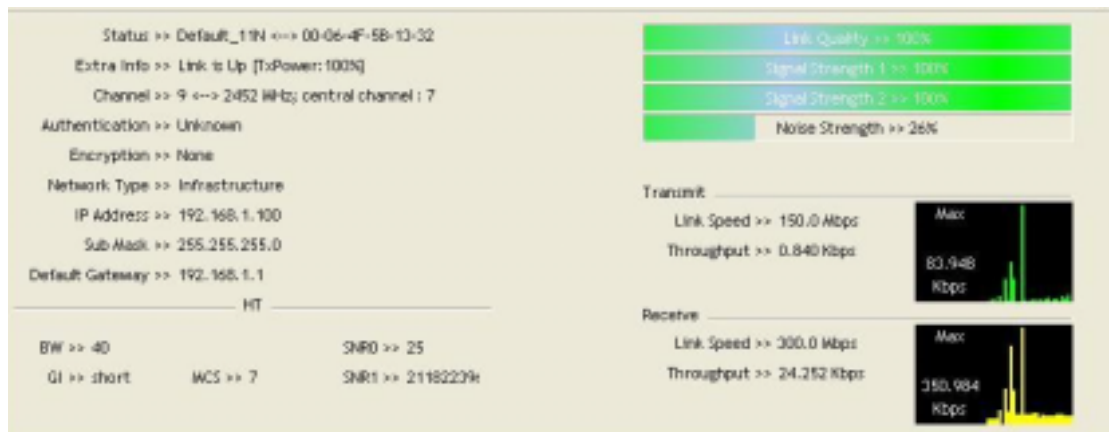 Status >> Default_11N <--> 00-06-4F-5B-13-32
Extra Info >> Link is Up [TxPower:100%]
Channel >> 9 <--> 2452 MHz; central channel : 7
Authentication >> Unknown
Encryption >> None
Network Type >> Infrastructure
IP Address >> 192.168.1.100
Sub Mask >> 255.255.255.0
Default Gateway >> 192.168.1.1
HT
BW >> 40
SNR0 >> 25
GI >> short
MCS >> 7
SNR1 >> 21182239
Link Quality >> 100%
Signal Strength 1 >> 100%
Signal Strength 2 >> 100%
Noise Strength >> 26%
Transmit
Link Speed >> 150.0 Mbps
Throughput >> 0.840 Kbps
Max
83.948
Kbps
Receive
Link Speed >> 300.0 Mbps
Throughput >> 24.252 Kbps
Max
350.984
Kbps